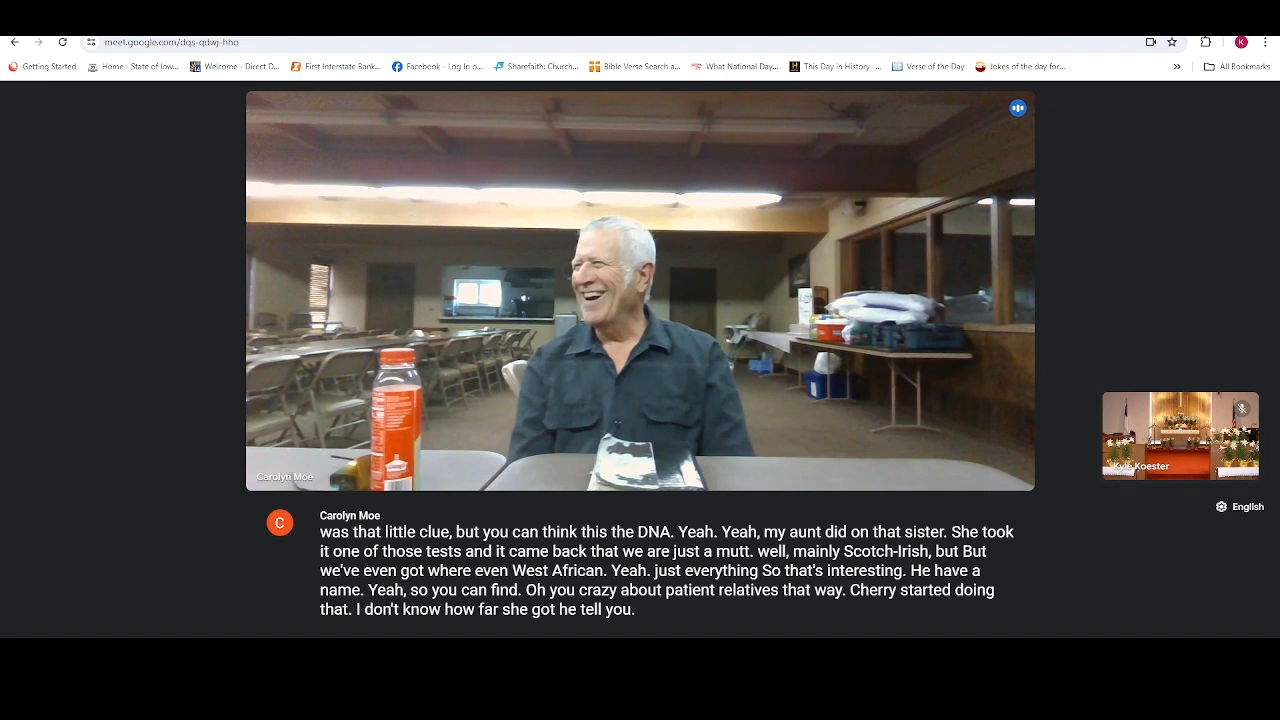 meet.google.com/dqs-qdwj-hho
Getting Started Home - State of Iow... Welcome - Direct D... First Interstate Bank... Facebook - Log In o... Sharefaith: Church... Bible Verse Search a... What National Day... This Day in History -... Verse of the Day Jokes of the day for... » All Bookmarks
K
Carolyn Moe
Kyle Koester
English
C
Carolyn Moe
was that little clue, but you can think this the DNA. Yeah. Yeah, my aunt did on that sister. She took
it one of those tests and it came back that we are just a mutt. well, mainly Scotch-Irish, but But
we've even got where even West African. Yeah. just everything So that's interesting. He have a
name. Yeah, so you can find. Oh you crazy about patient relatives that way. Cherry started doing
that. I don't know how far she got he tell you.